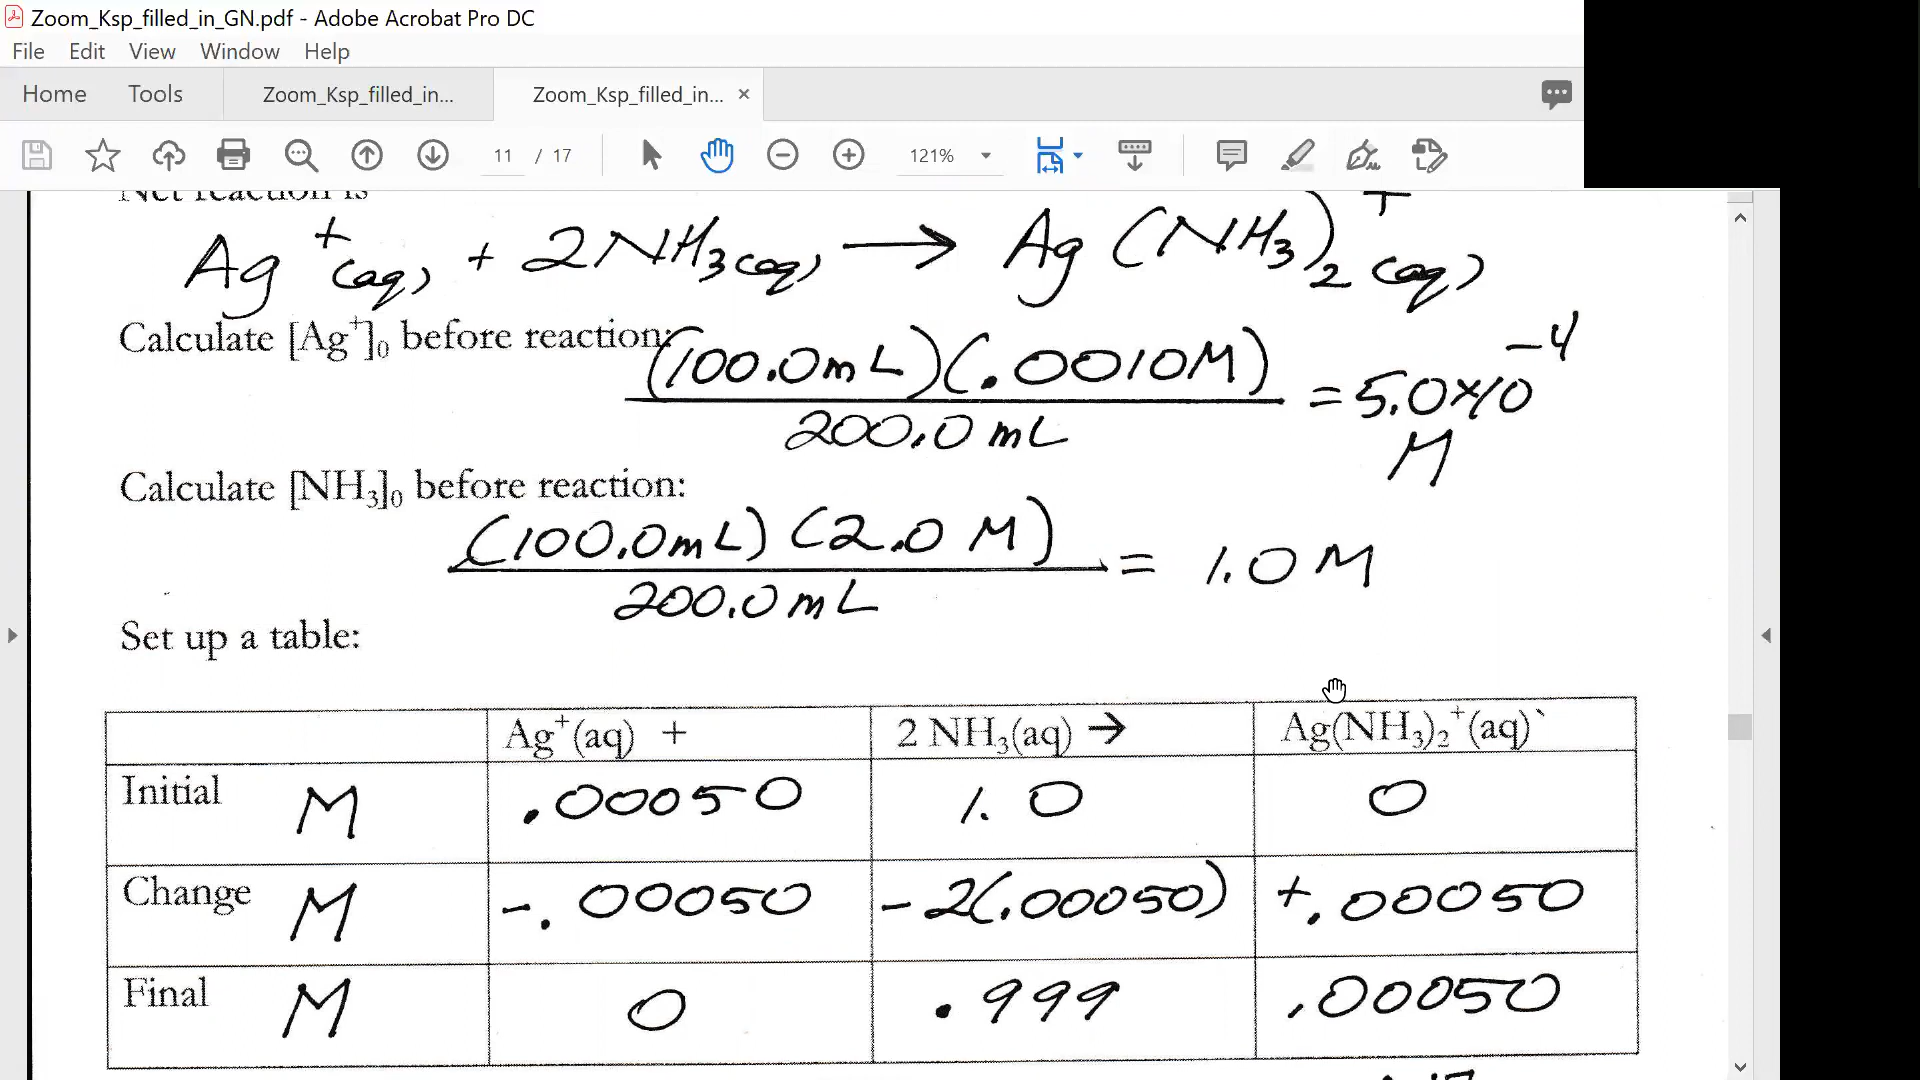 Zoom_Ksp_filled_in_GN.pdf - Adobe Acrobat Pro DC
File Edit View Window Help
Home Tools Zoom_Ksp_filled_in... Zoom_Ksp_filled_in... ×
11 / 17 121%
Net reaction is
Ag⁺(aq) + 2NH₃(aq) → Ag(NH₃)₂⁺(aq)
Calculate [Ag⁺]₀ before reaction: (100.0mL)(.0010M)
= 5.0×10⁻⁴
200.0 mL
M
Calculate [NH₃]₀ before reaction:
(100.0mL)(2.0 M)
= 1.0 M
200.0mL
Set up a table:
Ag⁺(aq) + 2 NH₃(aq) → Ag(NH₃)₂⁺(aq)`
Initial M .00050 1.0 0
Change M -.00050 -2(.00050) +.00050
Final M 0 .999 .00050